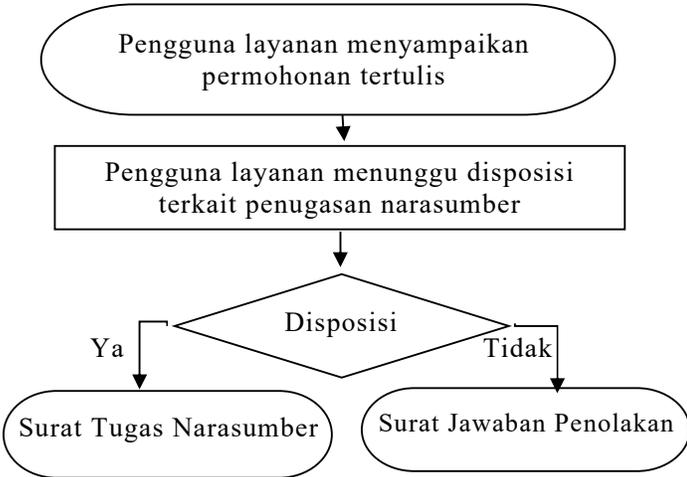 Pengguna layanan menyampaikan
permohonan tertulis
Pengguna layanan menunggu disposisi
terkait penugasan narasumber
Disposisi
Ya
Tidak
Surat Tugas Narasumber
Surat Jawaban Penolakan